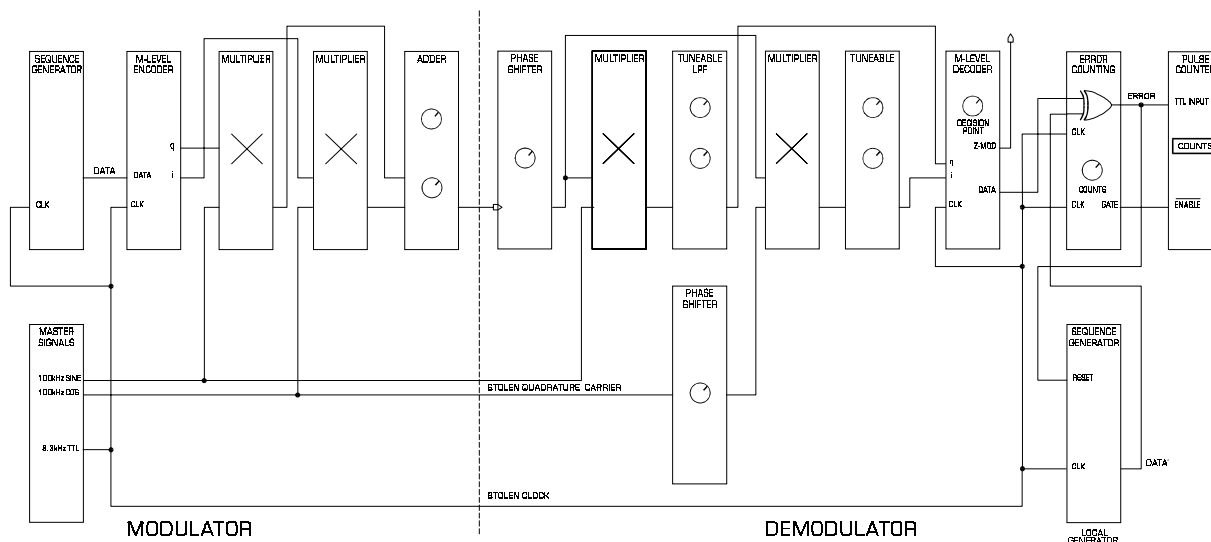 SEQUENCE
GENERATOR
CLK
DATA
M-LEVEL
ENCODER
q
i
DATA
CLK
MULTIPLIER
MULTIPLIER
ADDER
PHASE
SHIFTER
MULTIPLIER
TUNEABLE
LPF
MULTIPLIER
TUNEABLE
M-LEVEL
DECODER
DECISION
POINT
Z-MOD
q
i
DATA
CLK
ERROR
COUNTING
CLK
COUNTS
CLK
GATE
ERROR
PULSE
COUNTER
TTL INPUT
COUNTS
ENABLE
MASTER
SIGNALS
100kHz SINE
100kHz COS
8.3kHz TTL
STOLEN QUADRATURE CARRIER
PHASE
SHIFTER
SEQUENCE
GENERATOR
RESET
CLK
DATA'
STOLEN CLOCK
MODULATOR
DEMODULATOR
LOCAL
GENERATOR